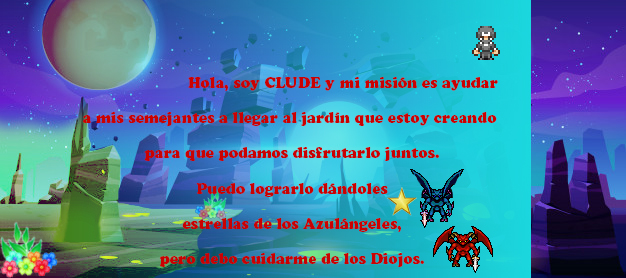 Hola, soy CLUDE y mi misión es ayudar
a mis semejantes a llegar al jardín que estoy creando
para que podamos disfrutarlo juntos.
Puedo lograrlo dándoles
estrellas de los Azulángeles,
pero debo cuidarme de los Diojos.